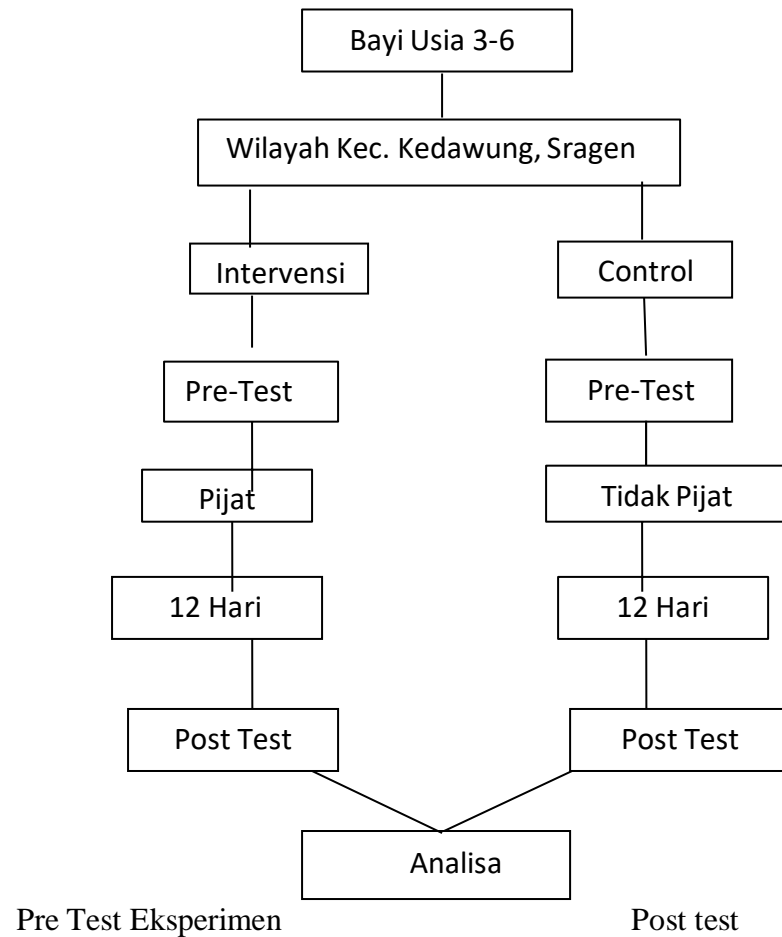 Bayi Usia 3-6
Wilayah Kec. Kedawung, Sragen
Intervensi
Control
Pre-Test
Pre-Test
Pijat
Tidak Pijat
12 Hari
12 Hari
Post Test
Post Test
Analisa
Pre Test Eksperimen
Post test